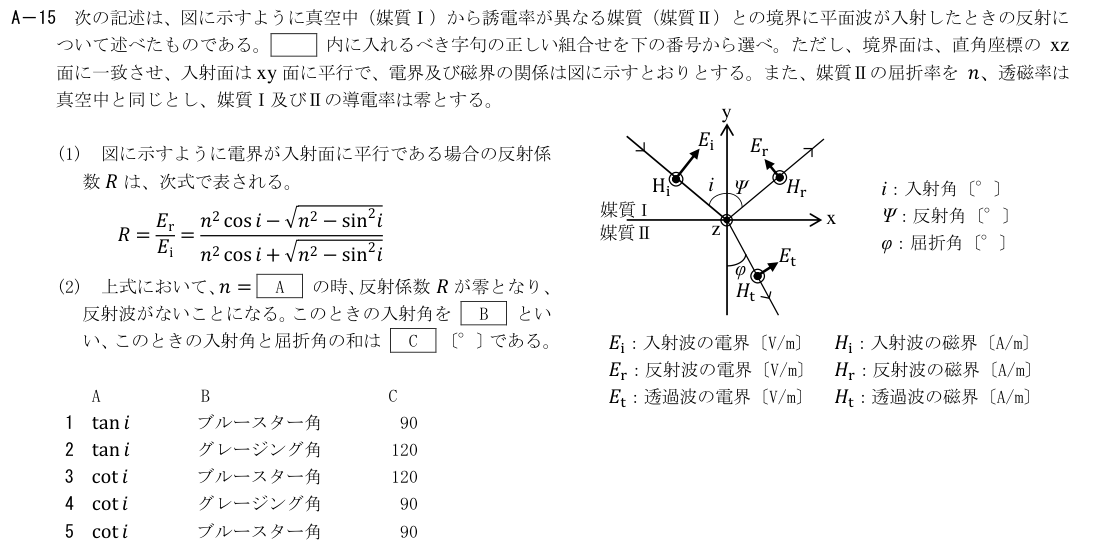 A－15 次の記述は、図に示すように真空中（媒質Ⅰ）から誘電率が異なる媒質（媒質Ⅱ）との境界に平面波が入射したときの反射に
ついて述べたものである。 内に入れるべき字句の正しい組合せを下の番号から選べ。ただし、境界面は、直角座標の xz
面に一致させ、入射面は xy 面に平行で、電界及び磁界の関係は図に示すとおりとする。また、媒質Ⅱの屈折率を n、透磁率は
真空中と同じとし、媒質Ⅰ及びⅡの導電率は零とする。
(1) 図に示すように電界が入射面に平行である場合の反射係
数 R は、次式で表される。
R = E_r/E_i = (n² cos i − √(n² − sin² i))/(n² cos i + √(n² − sin² i))
(2) 上式において、n = A の時、反射係数 R が零となり、
反射波がないことになる。このときの入射角を B とい
い、このときの入射角と屈折角の和は C 〔°〕である。
A B C
1 tan i ブルースター角 90
2 tan i グレージング角 120
3 cot i ブルースター角 120
4 cot i グレージング角 90
5 cot i ブルースター角 90
y
E_i
E_r
H_i
i
Ψ
H_r
媒質Ⅰ
媒質Ⅱ
z
x
φ
E_t
H_t
i：入射角〔°〕
Ψ：反射角〔°〕
φ：屈折角〔°〕
E_i：入射波の電界〔V/m〕 H_i：入射波の磁界〔A/m〕
E_r：反射波の電界〔V/m〕 H_r：反射波の磁界〔A/m〕
E_t：透過波の電界〔V/m〕 H_t：透過波の磁界〔A/m〕